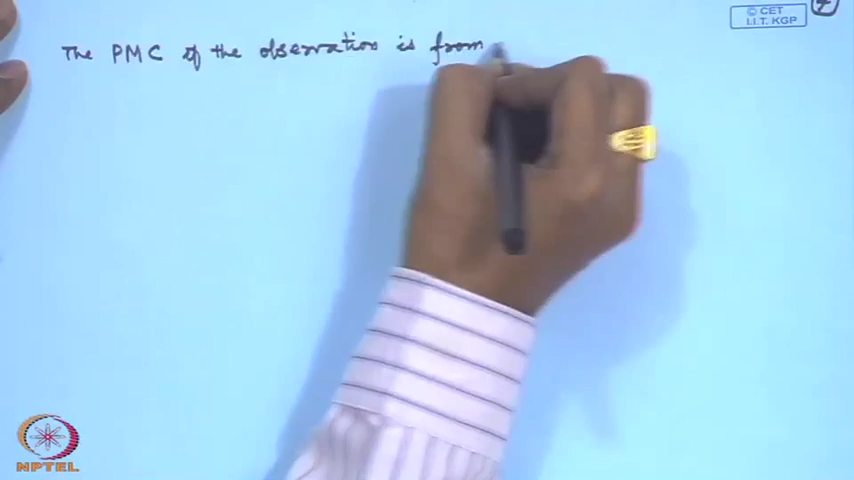 © CET
I.I.T. KGP
The PMC of the observation is from
NPTEL